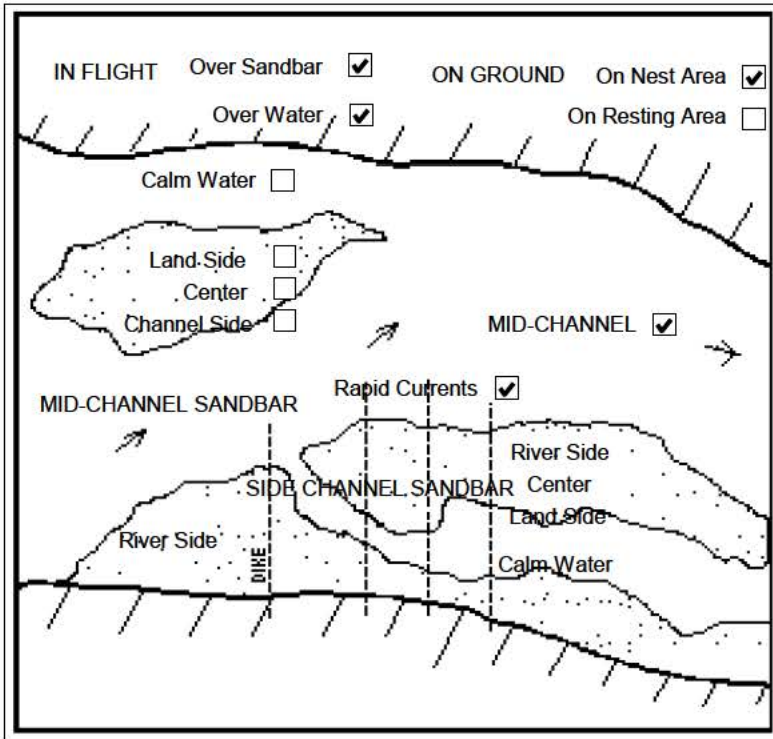 IN FLIGHT Over Sandbar ON GROUND On Nest Area
Over Water On Resting Area
Calm Water
Land Side
Center
Channel Side
MID-CHANNEL
Rapid Currents
MID-CHANNEL SANDBAR
River Side
SIDE CHANNEL SANDBAR
Center
Land Side
River Side
DIKE
Calm Water